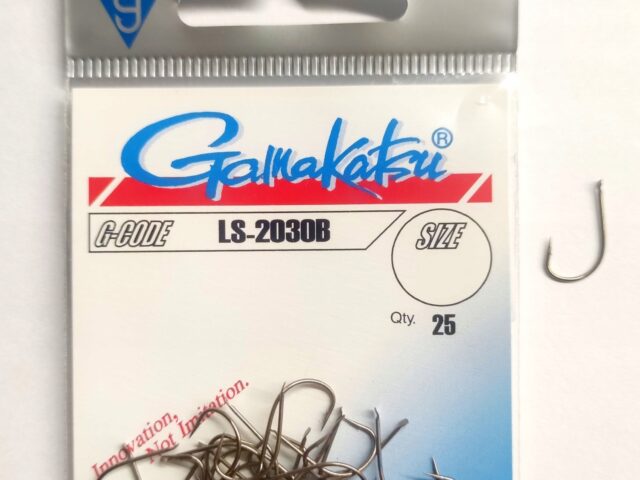 g
Gamakatsu®
G-CODE LS-2030B SIZE
Qty. 25
Innovation,
Not Imitation.